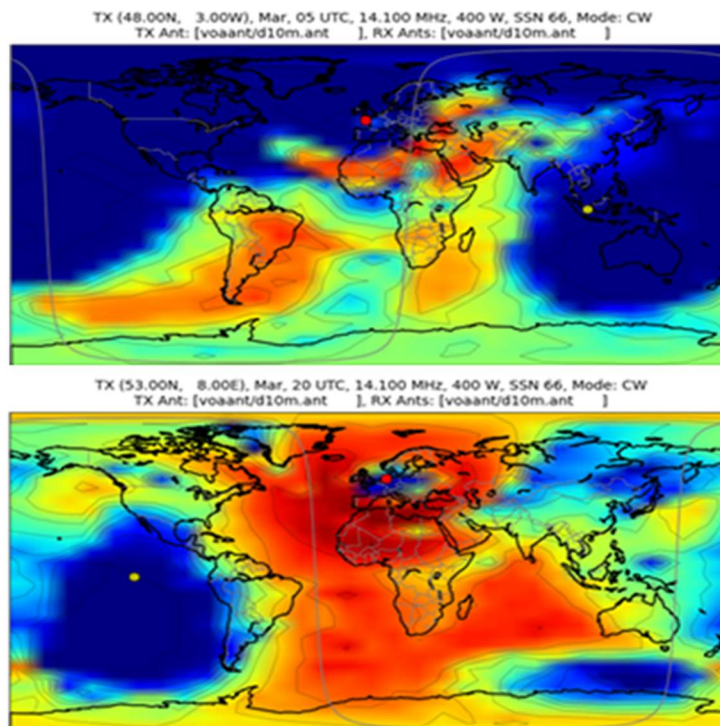 TX (48.00N, 3.00W), Mar, 05 UTC, 14.100 MHz, 400 W, SSN 66, Mode: CW
TX Ant: [voaant/d10m.ant ], RX Ants: [voaant/d10m.ant ]
TX (53.00N, 8.00E), Mar, 20 UTC, 14.100 MHz, 400 W, SSN 66, Mode: CW
TX Ant: [voaant/d10m.ant ], RX Ants: [voaant/d10m.ant ]